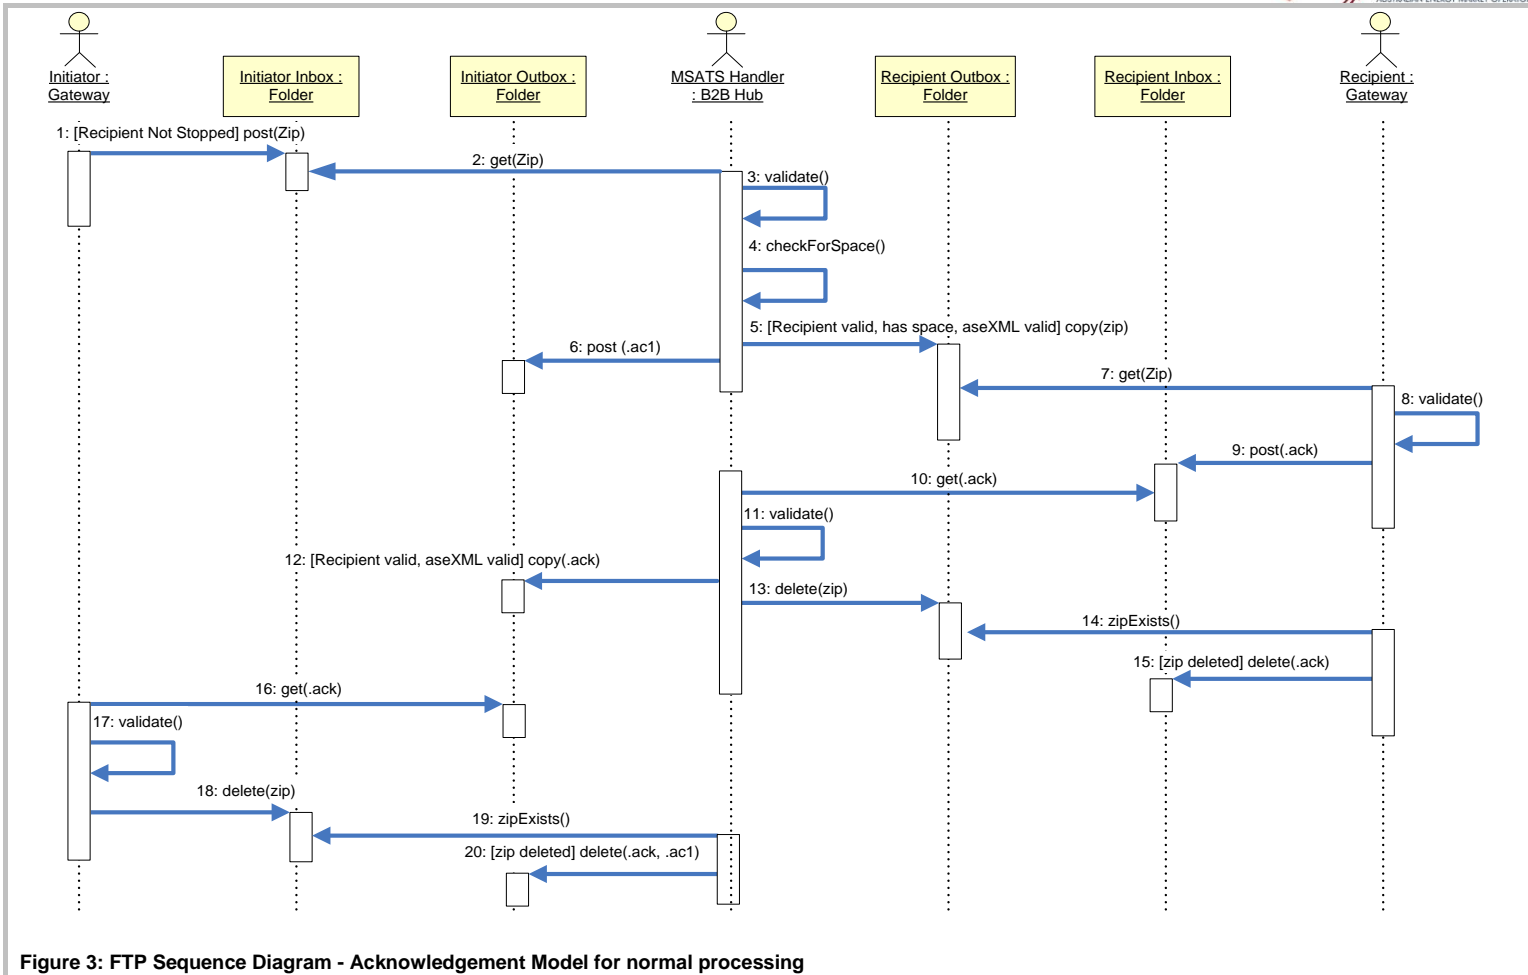 AUSTRALIAN ENERGY MARKET OPERATOR
Initiator :
Gateway
Initiator Inbox :
Folder
Initiator Outbox :
Folder
MSATS Handler
: B2B Hub
Recipient Outbox :
Folder
Recipient Inbox :
Folder
Recipient :
Gateway
1: [Recipient Not Stopped] post(Zip)
2: get(Zip)
3: validate()
4: checkForSpace()
5: [Recipient valid, has space, aseXML valid] copy(zip)
6: post (.ac1)
7: get(Zip)
8: validate()
9: post(.ack)
10: get(.ack)
11: validate()
12: [Recipient valid, aseXML valid] copy(.ack)
13: delete(zip)
14: zipExists()
15: [zip deleted] delete(.ack)
16: get(.ack)
17: validate()
18: delete(zip)
19: zipExists()
20: [zip deleted] delete(.ack, .ac1)
Figure 3: FTP Sequence Diagram - Acknowledgement Model for normal processing